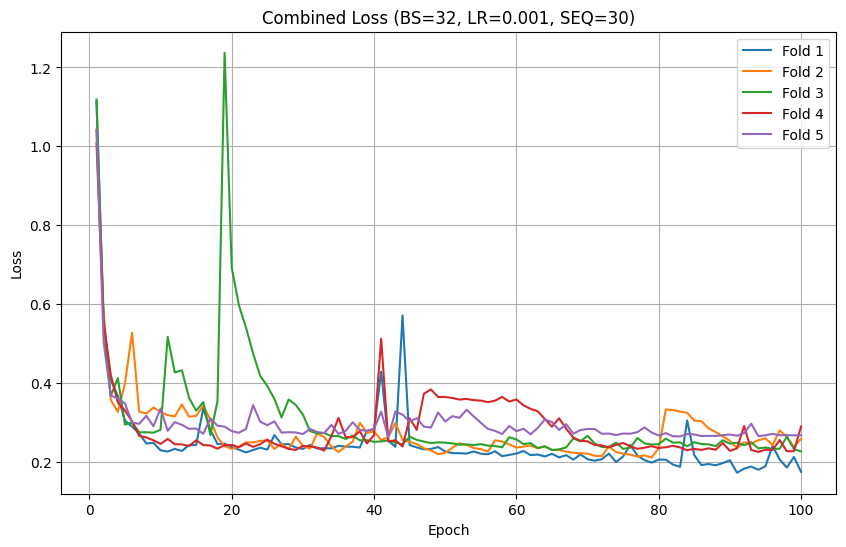 Combined Loss (BS=32, LR=0.001, SEQ=30)
Fold 1
Fold 2
Fold 3
Fold 4
Fold 5
Loss
1.2
1.0
0.8
0.6
0.4
0.2
0 20 40 60 80 100
Epoch